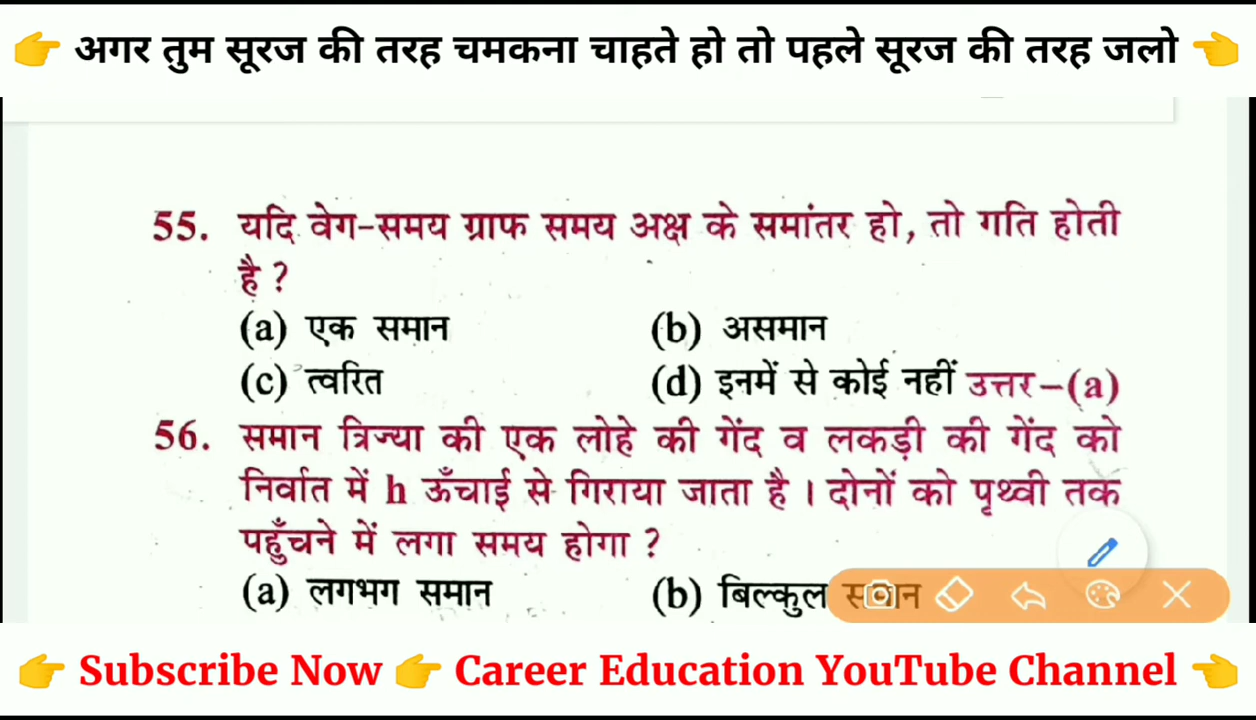 👉 अगर तुम सूरज की तरह चमकना चाहते हो तो पहले सूरज की तरह जलो 👈
55. यदि वेग-समय ग्राफ समय अक्ष के समांतर हो, तो गति होती
है ?
(a) एक समान (b) असमान
(c) त्वरित (d) इनमें से कोई नहीं उत्तर–(a)
56. समान त्रिज्या की एक लोहे की गेंद व लकड़ी की गेंद को
निर्वात में h ऊँचाई से गिराया जाता है । दोनों को पृथ्वी तक
पहुँचने में लगा समय होगा ?
(a) लगभग समान (b) बिल्कुल समान
👉 Subscribe Now 👉 Career Education YouTube Channel 👈